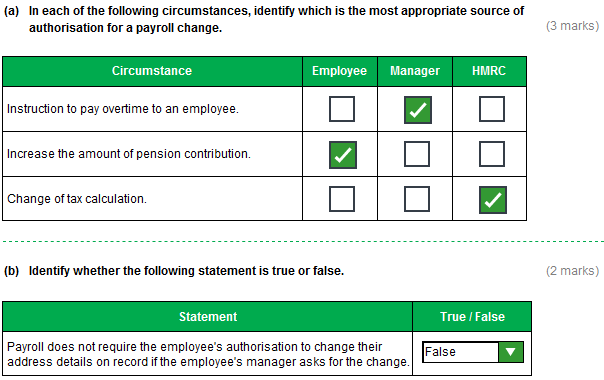 (a) In each of the following circumstances, identify which is the most appropriate source of
authorisation for a payroll change.
(3 marks)
Circumstance Employee Manager HMRC
Instruction to pay overtime to an employee.
Increase the amount of pension contribution.
Change of tax calculation.
(b) Identify whether the following statement is true or false. (2 marks)
Statement True / False
Payroll does not require the employee's authorisation to change their
address details on record if the employee's manager asks for the change.
False